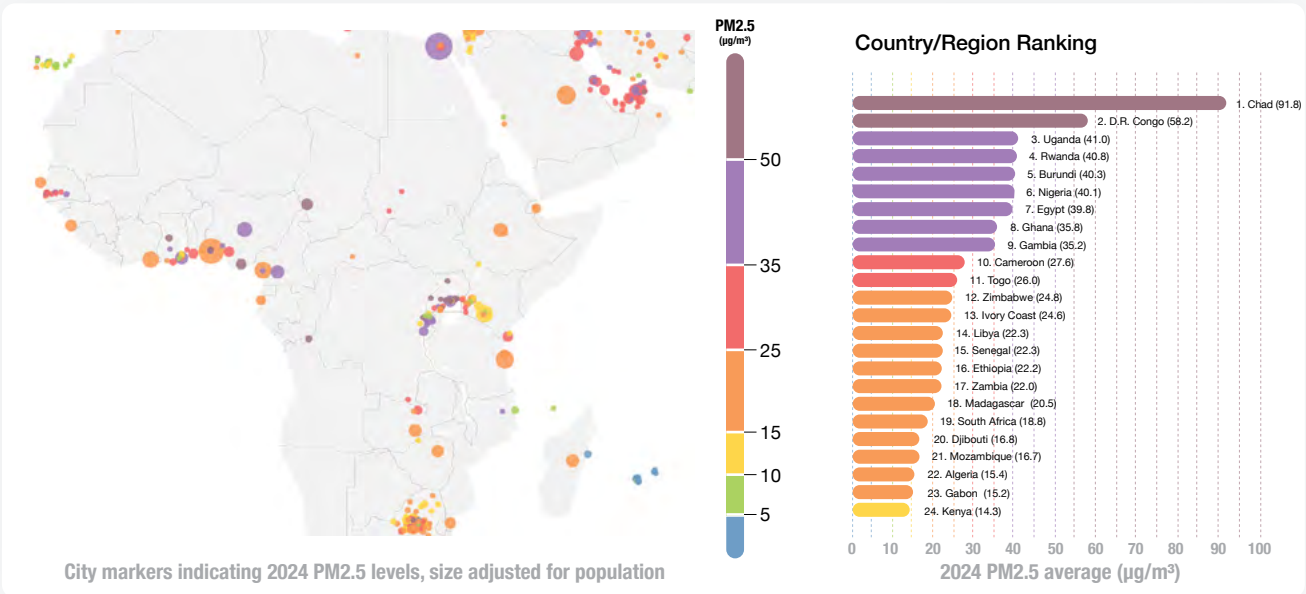 PM2.5
(µg/m³)
50
35
25
15
10
5
City markers indicating 2024 PM2.5 levels, size adjusted for population
Country/Region Ranking
1. Chad (91.8)
2. D.R. Congo (58.2)
3. Uganda (41.0)
4. Rwanda (40.8)
5. Burundi (40.3)
6. Nigeria (40.1)
7. Egypt (39.8)
8. Ghana (35.8)
9. Gambia (35.2)
10. Cameroon (27.6)
11. Togo (26.0)
12. Zimbabwe (24.8)
13. Ivory Coast (24.6)
14. Libya (22.3)
15. Senegal (22.3)
16. Ethiopia (22.2)
17. Zambia (22.0)
18. Madagascar (20.5)
19. South Africa (18.8)
20. Djibouti (16.8)
21. Mozambique (16.7)
22. Algeria (15.4)
23. Gabon (15.2)
24. Kenya (14.3)
0 10 20 30 40 50 60 70 80 90 100
2024 PM2.5 average (µg/m³)